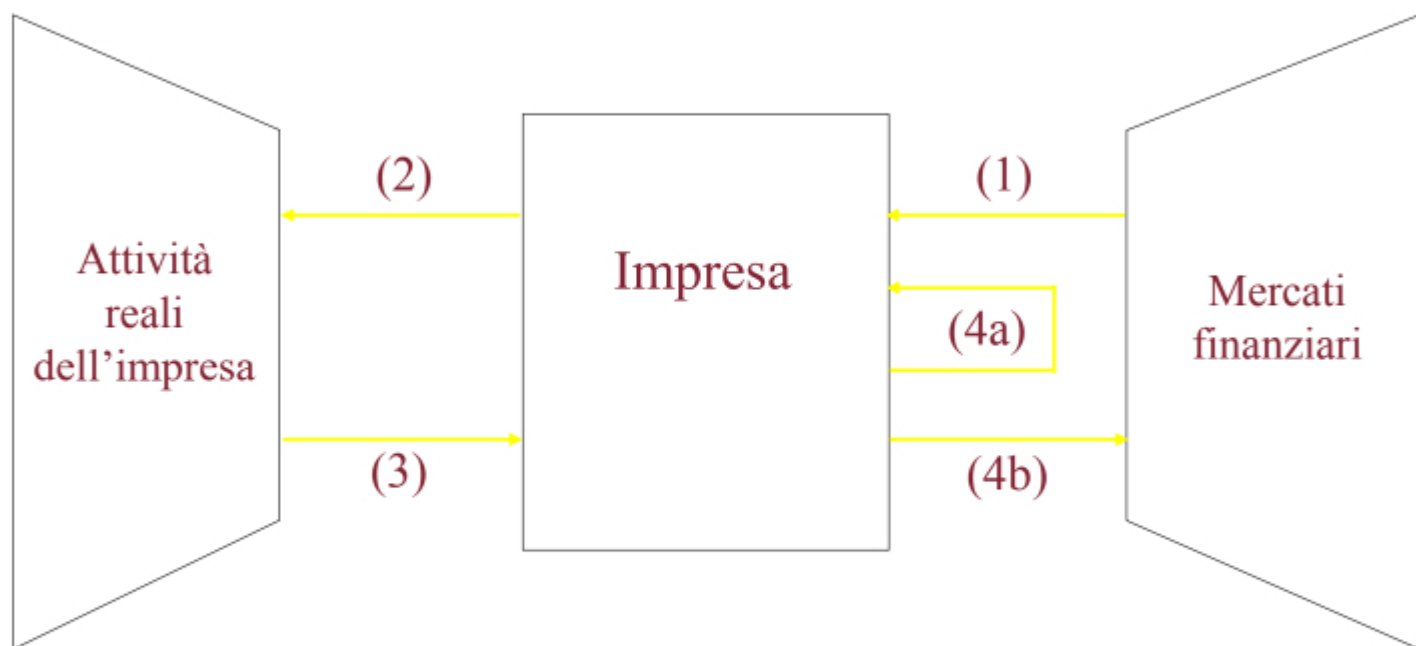 (2)
(1)
Attività
reali
dell’impresa
Impresa
(4a)
Mercati
finanziari
(3)
(4b)